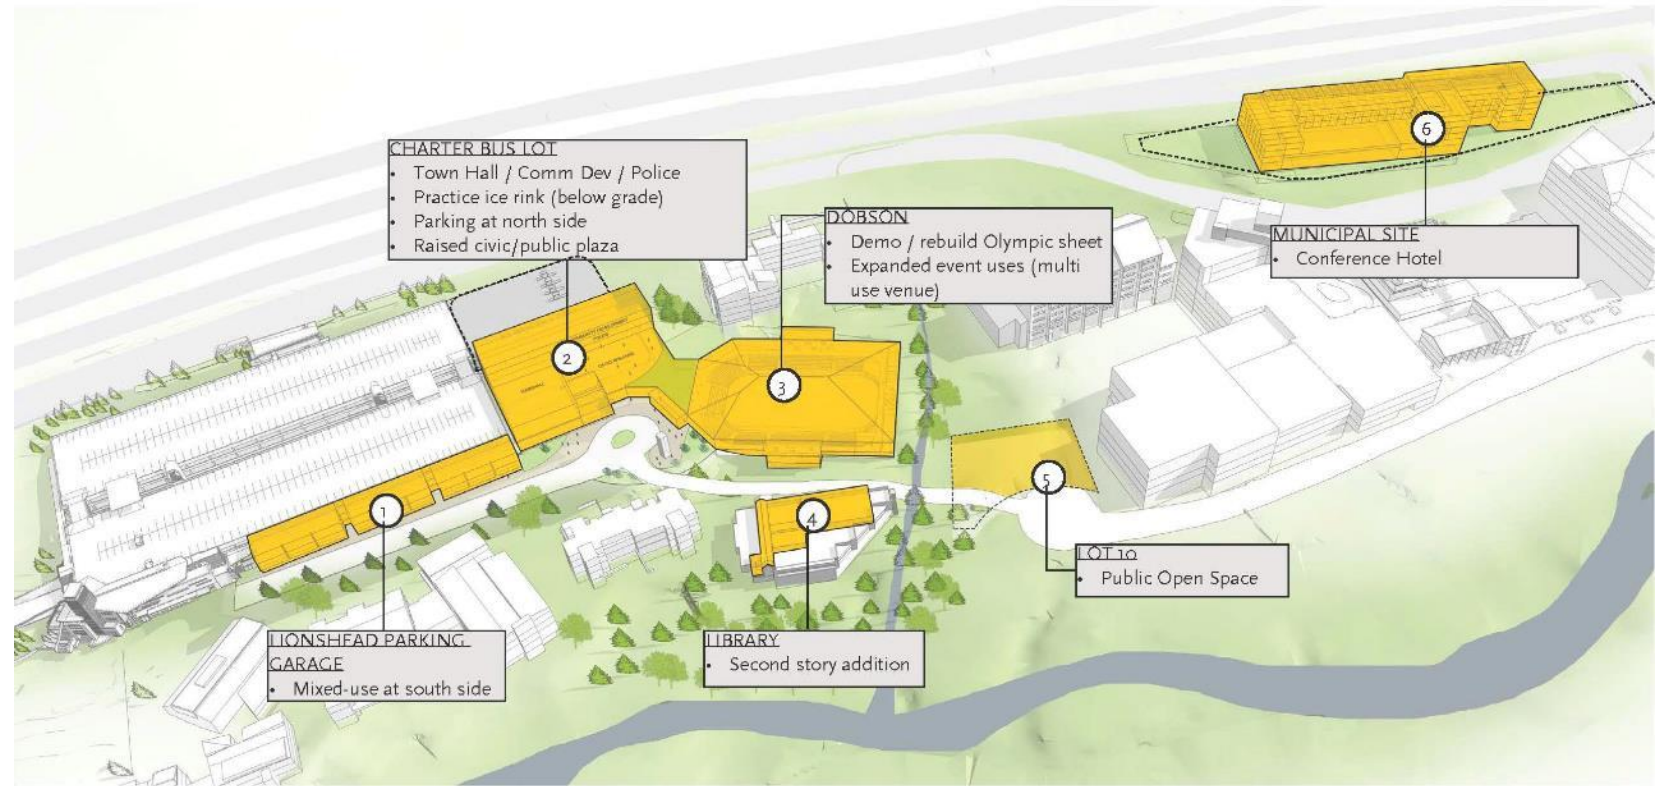 CHARTER BUS LOT
• Town Hall / Comm Dev / Police
• Practice ice rink (below grade)
• Parking at north side
• Raised civic/public plaza
DOBSON
• Demo / rebuild Olympic sheet
• Expanded event uses (multi
use venue)
MUNICIPAL SITE
• Conference Hotel
6
2
3
1
4
5
LOT 10
• Public Open Space
LIONSHEAD PARKING
GARAGE
• Mixed-use at south side
LIBRARY
• Second story addition